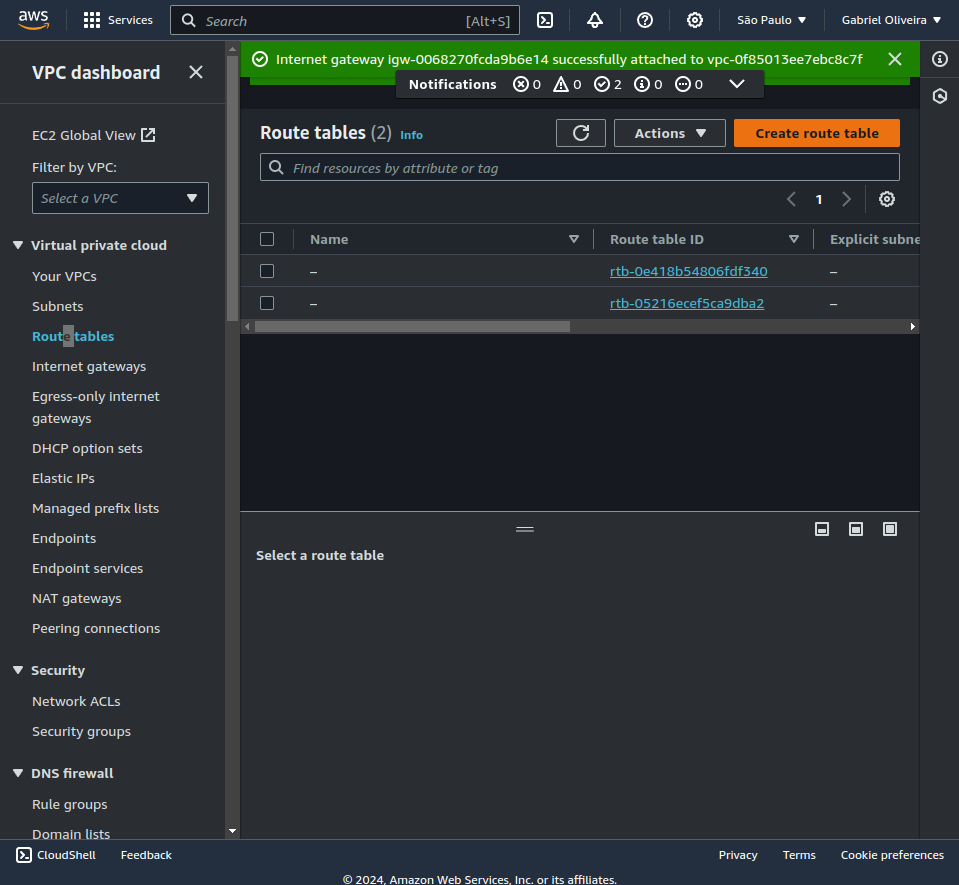 aws Services Search [Alt+S] São Paulo Gabriel Oliveira
VPC dashboard
EC2 Global View
Filter by VPC:
Select a VPC
Virtual private cloud
Your VPCs
Subnets
Route tables
Internet gateways
Egress-only internet
gateways
DHCP option sets
Elastic IPs
Managed prefix lists
Endpoints
Endpoint services
NAT gateways
Peering connections
Security
Network ACLs
Security groups
DNS firewall
Rule groups
Domain lists
Internet gateway igw-0068270fcda9b6e14 successfully attached to vpc-0f85013ee7ebc8c7f
Notifications 0 0 2 0 0
Route tables (2) Info Actions Create route table
Find resources by attribute or tag
1
Name Route table ID Explicit subne
– rtb-0e418b54806fdf340 –
– rtb-05216ecef5ca9dba2 –
Select a route table
CloudShell Feedback Privacy Terms Cookie preferences
© 2024, Amazon Web Services, Inc. or its affiliates.